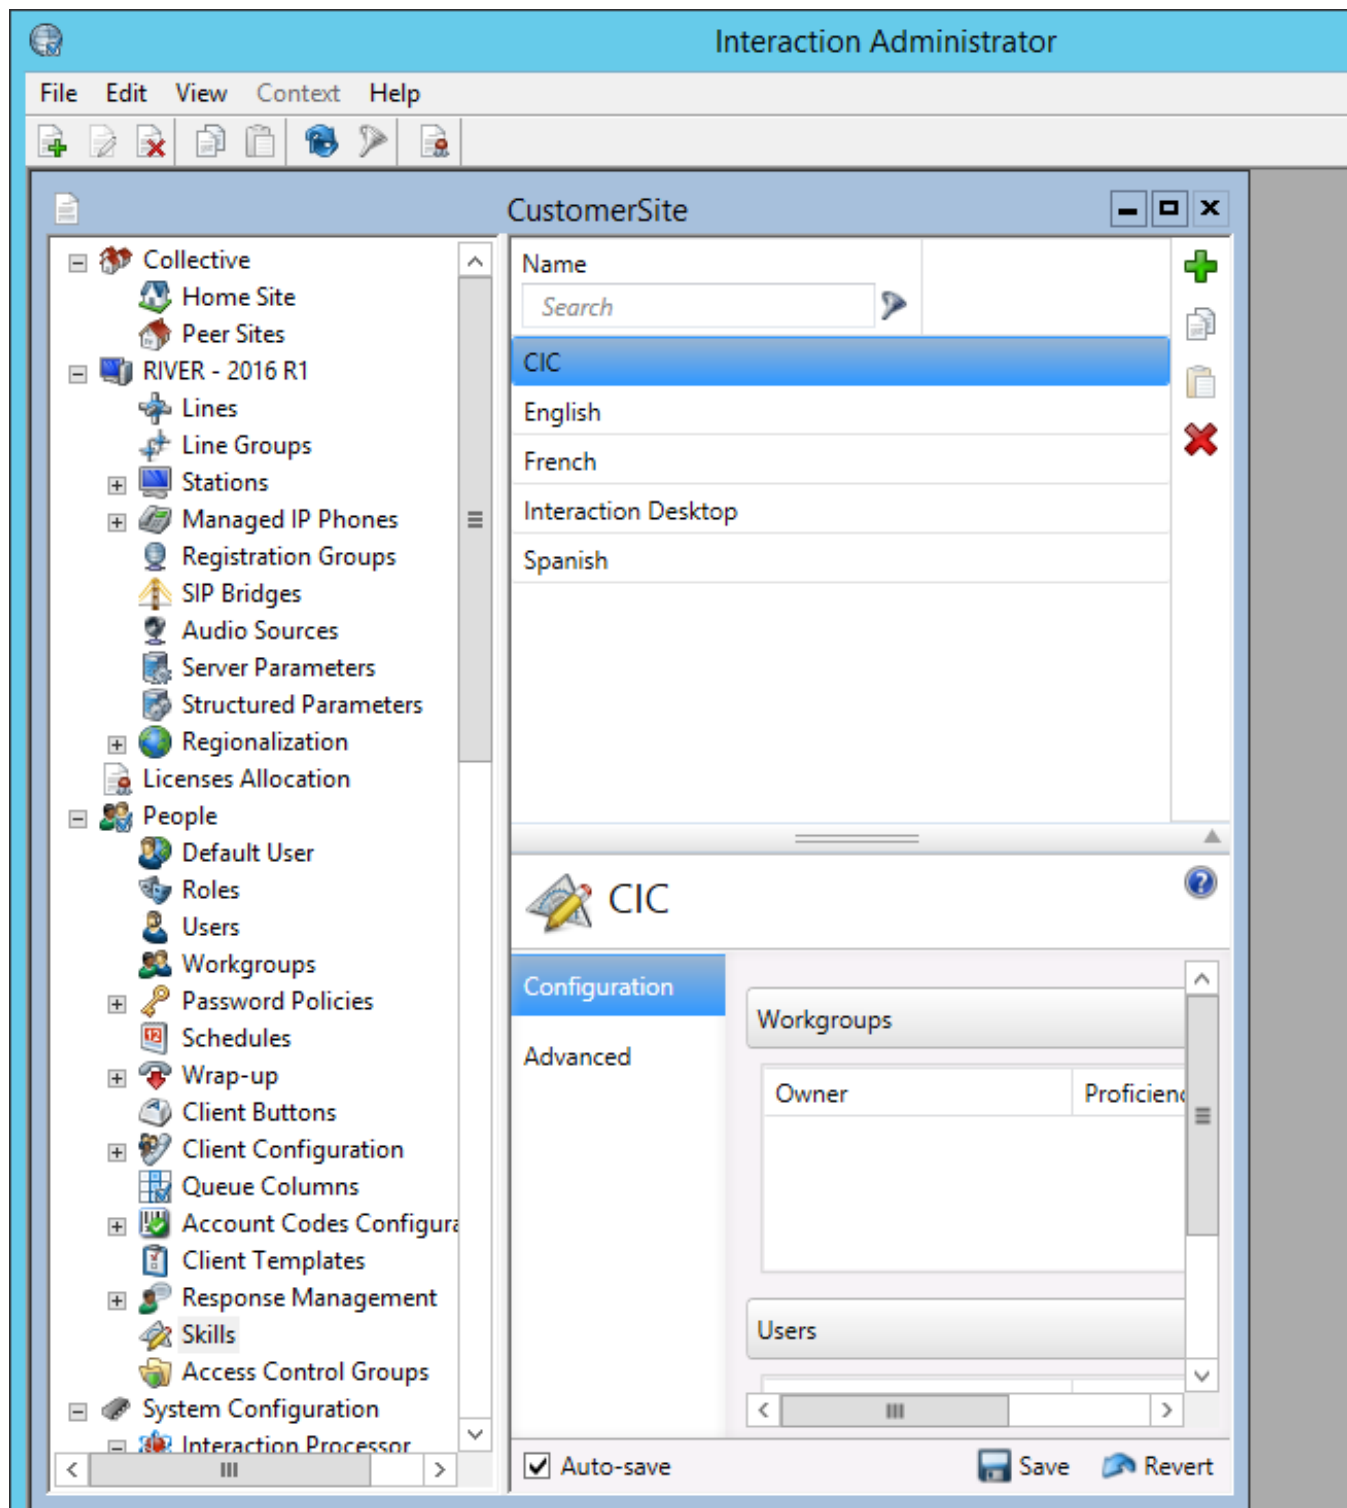 Interaction Administrator
File Edit View Context Help
CustomerSite
Collective
Home Site
Peer Sites
RIVER - 2016 R1
Lines
Line Groups
Stations
Managed IP Phones
Registration Groups
SIP Bridges
Audio Sources
Server Parameters
Structured Parameters
Regionalization
Licenses Allocation
People
Default User
Roles
Users
Workgroups
Password Policies
Schedules
Wrap-up
Client Buttons
Client Configuration
Queue Columns
Account Codes Configura
Client Templates
Response Management
Skills
Access Control Groups
System Configuration
Interaction Processor
Name
Search
CIC
English
French
Interaction Desktop
Spanish
CIC
Configuration
Advanced
Workgroups
Owner Proficienc
Users
Auto-save Save Revert